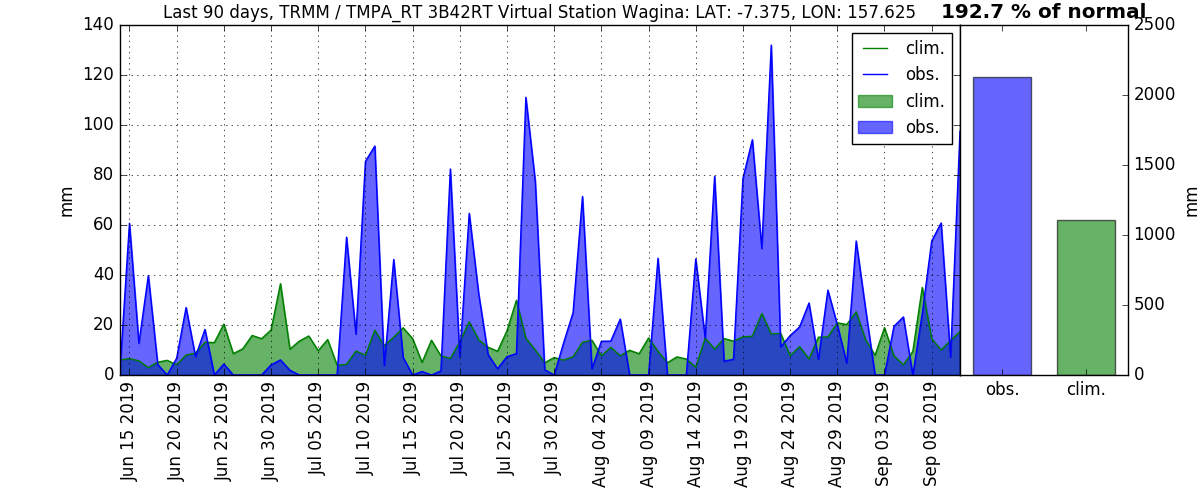 Last 90 days, TRMM / TMPA_RT 3B42RT Virtual Station Wagina: LAT: -7.375, LON: 157.625
192.7 % of normal
140
120
100
80
60
40
20
0
mm
clim.
obs.
clim.
obs.
2500
2000
1500
1000
500
0
mm
Jun 15 2019
Jun 20 2019
Jun 25 2019
Jun 30 2019
Jul 05 2019
Jul 10 2019
Jul 15 2019
Jul 20 2019
Jul 25 2019
Jul 30 2019
Aug 04 2019
Aug 09 2019
Aug 14 2019
Aug 19 2019
Aug 24 2019
Aug 29 2019
Sep 03 2019
Sep 08 2019
obs.
clim.